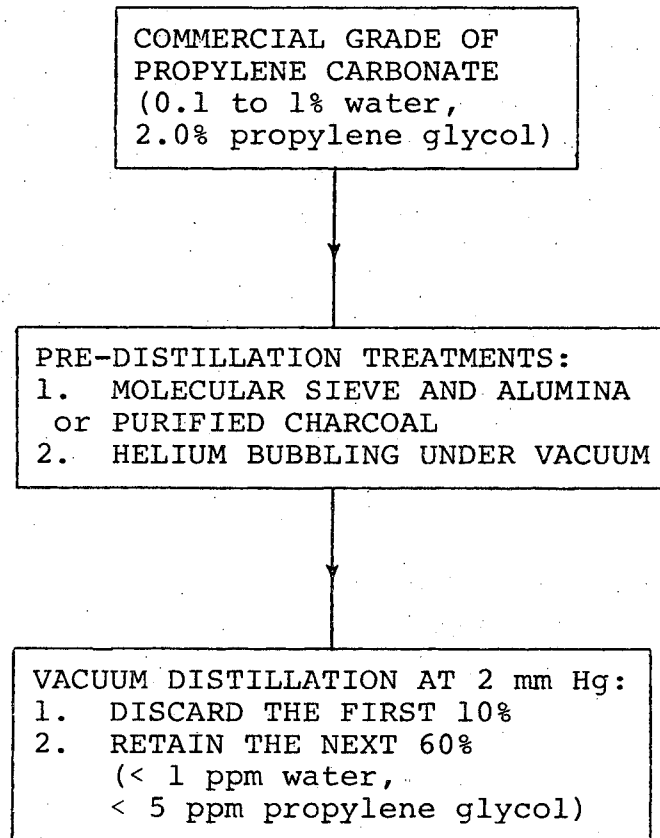 COMMERCIAL GRADE OF
PROPYLENE CARBONATE
(0.1 to 1% water,
2.0% propylene glycol)
PRE-DISTILLATION TREATMENTS:
1. MOLECULAR SIEVE AND ALUMINA
or PURIFIED CHARCOAL
2. HELIUM BUBBLING UNDER VACUUM
VACUUM DISTILLATION AT 2 mm Hg:
1. DISCARD THE FIRST 10%
2. RETAIN THE NEXT 60%
(< 1 ppm water,
< 5 ppm propylene glycol)